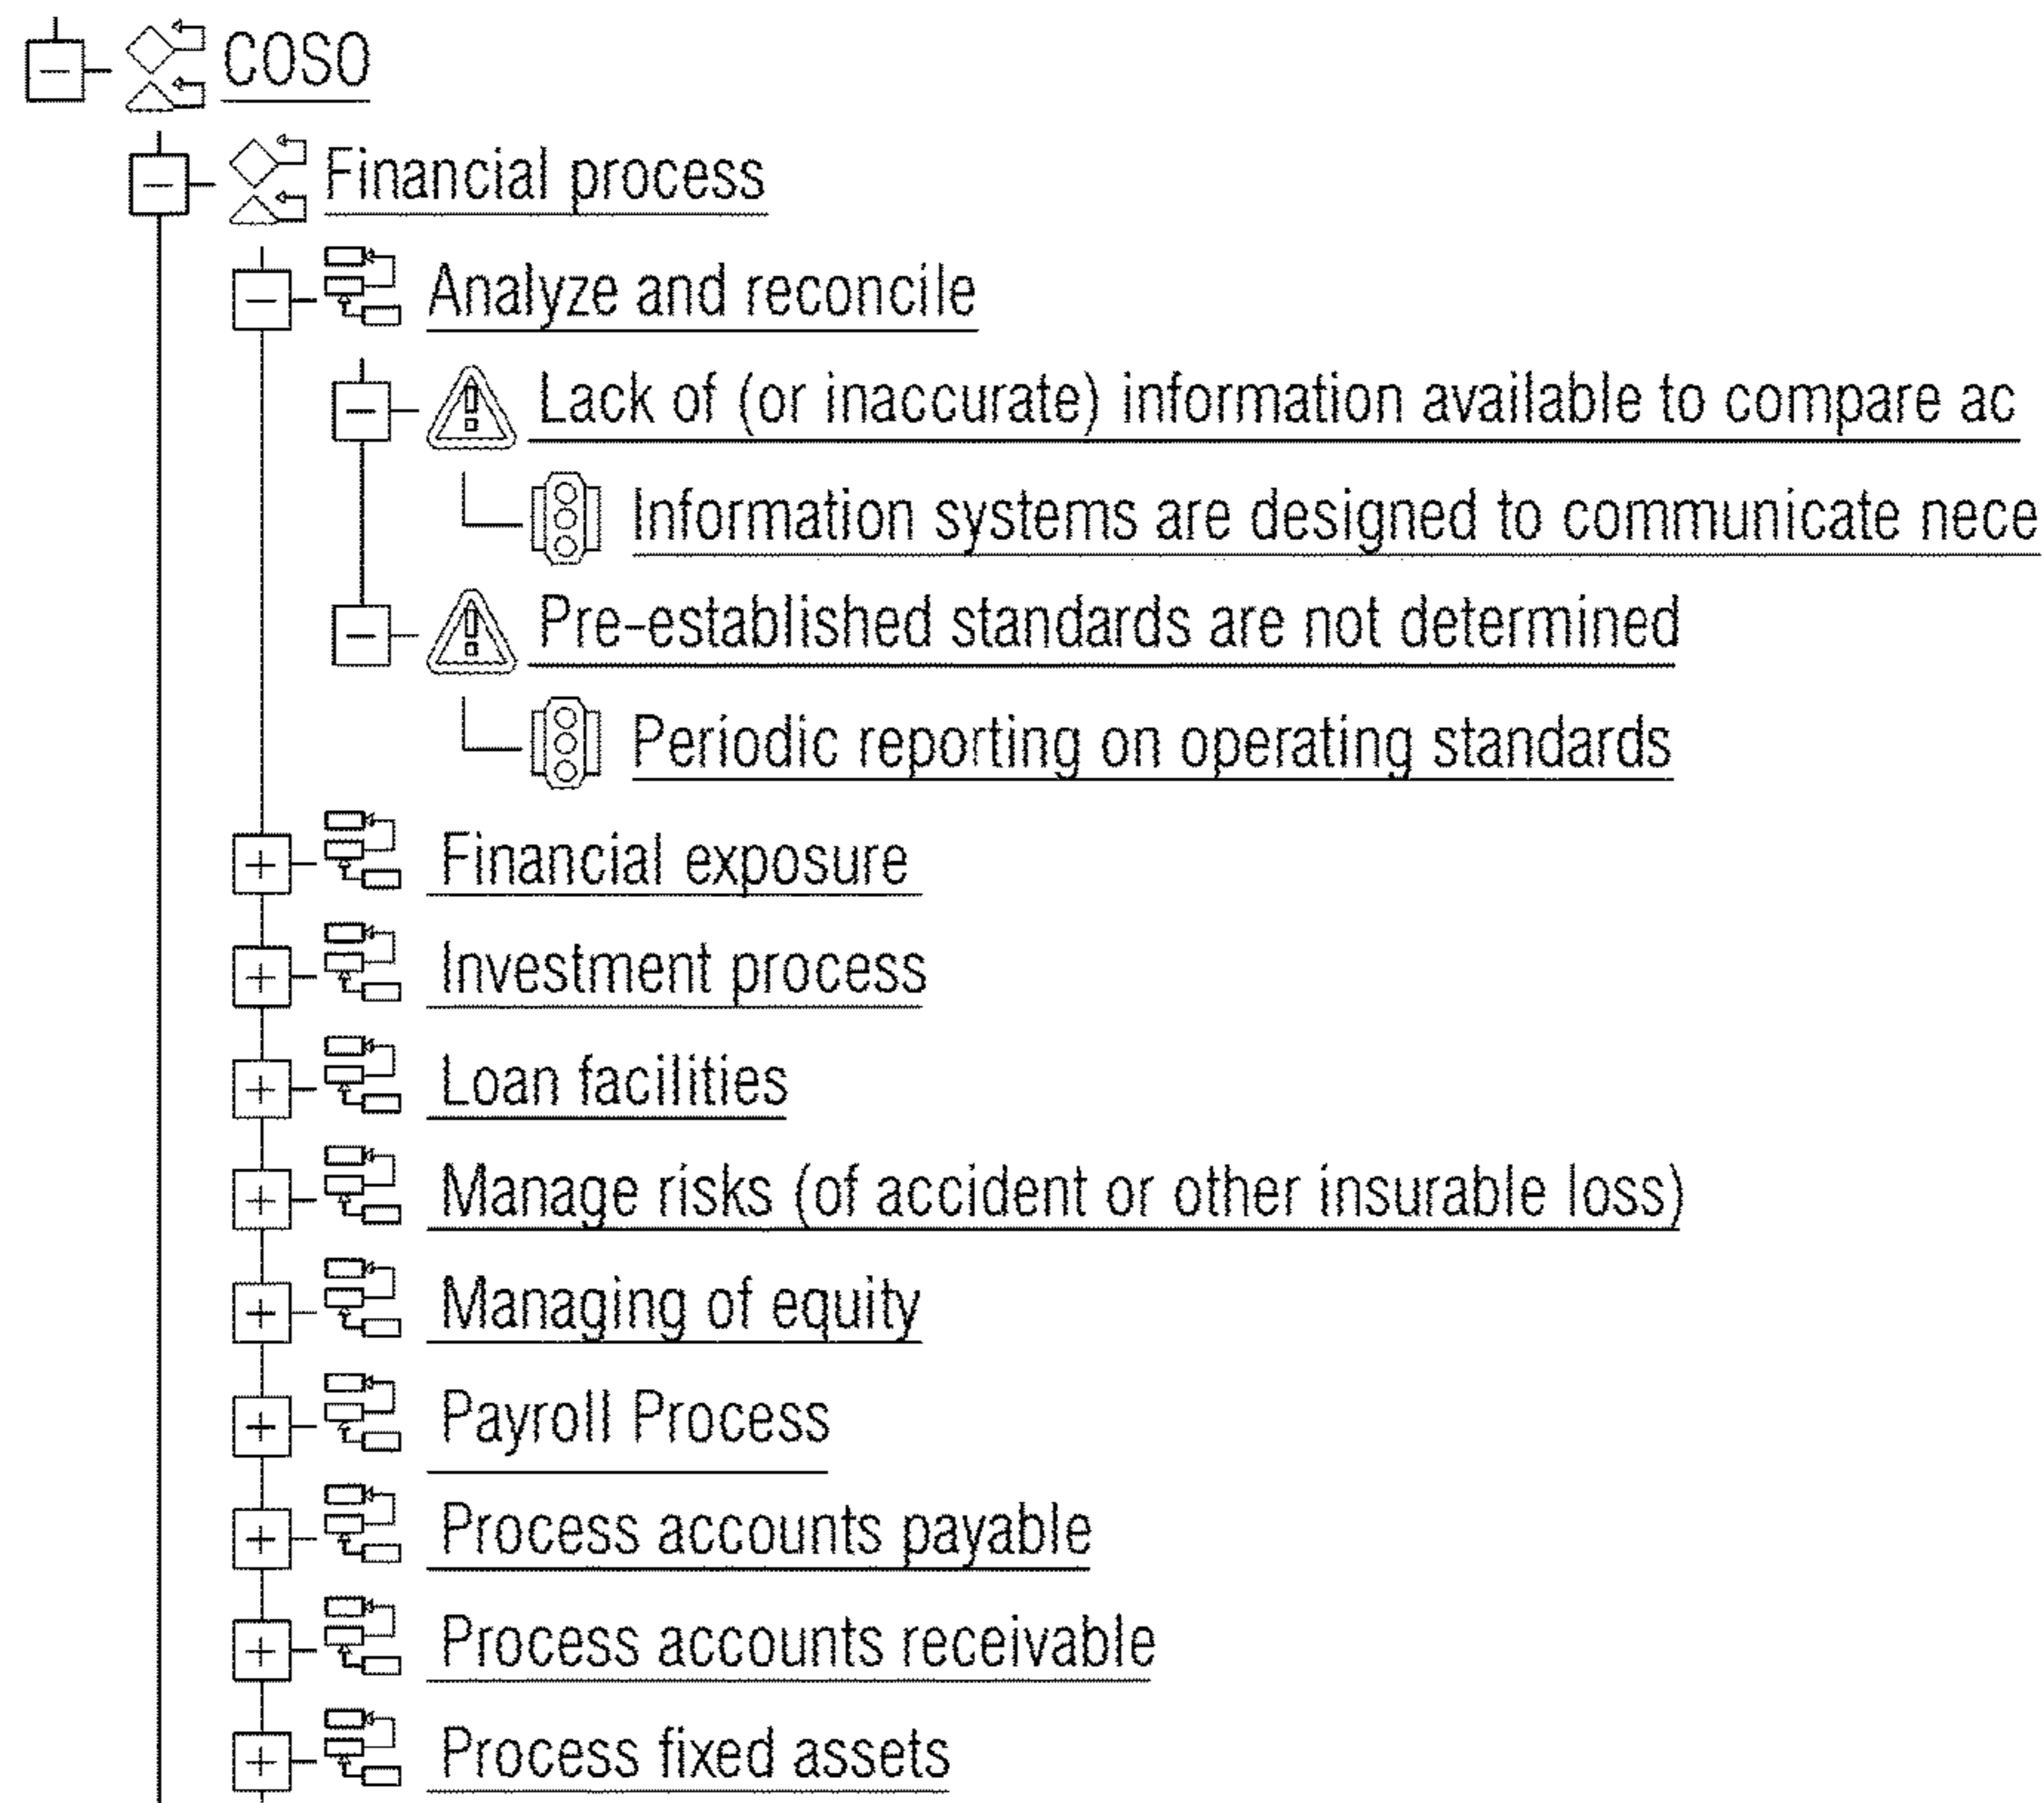 COSO
Financial process
Analyze and reconcile
Lack of (or inaccurate) information available to compare ac
Information systems are designed to communicate nece
Pre-established standards are not determined
Periodic reporting on operating standards
Financial exposure
Investment process
Loan facilities
Manage risks (of accident or other insurable loss)
Managing of equity
Payroll Process
Process accounts payable
Process accounts receivable
Process fixed assets